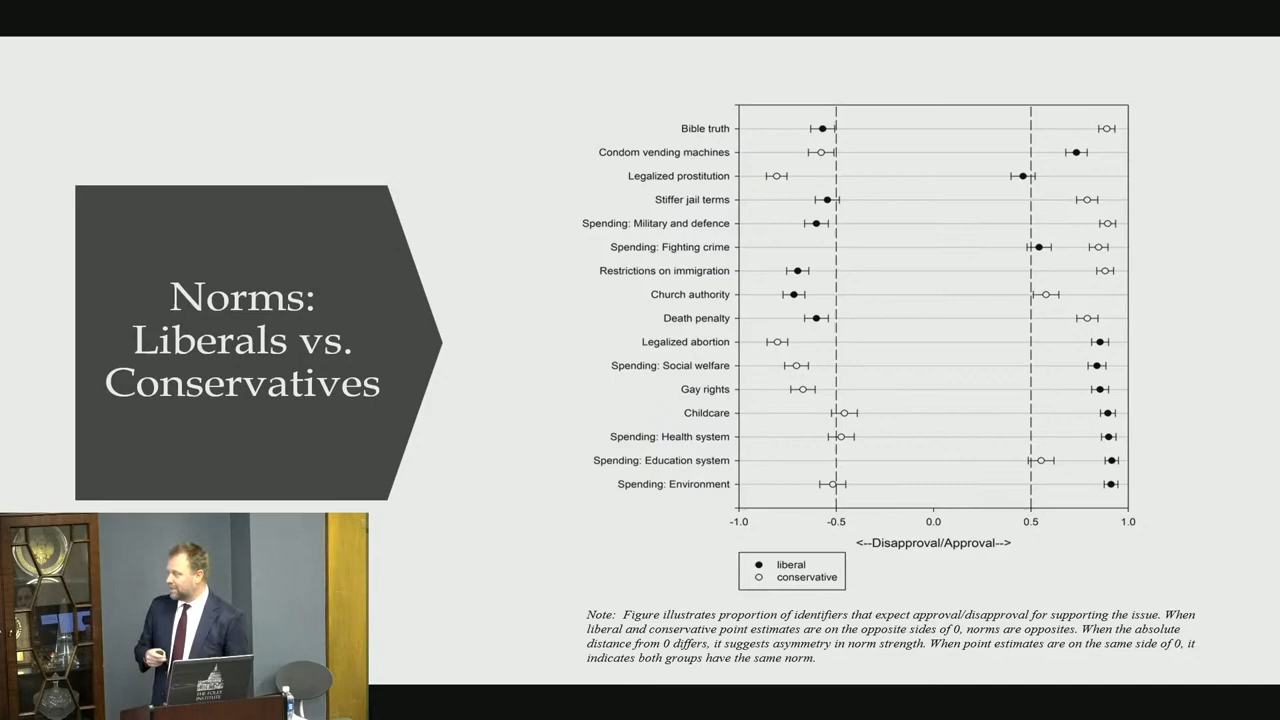 Norms:
Liberals vs.
Conservatives
Bible truth
Condom vending machines
Legalized prostitution
Stiffer jail terms
Spending: Military and defence
Spending: Fighting crime
Restrictions on immigration
Church authority
Death penalty
Legalized abortion
Spending: Social welfare
Gay rights
Childcare
Spending: Health system
Spending: Education system
Spending: Environment
-1.0 -0.5 0.0 0.5 1.0
<--Disapproval/Approval-->
liberal
conservative
Note: Figure illustrates proportion of identifiers that expect approval/disapproval for supporting the issue. When
liberal and conservative point estimates are on the opposite sides of 0, norms are opposites. When the absolute
distance from 0 differs, it suggests asymmetry in norm strength. When point estimates are on the same side of 0, it
indicates both groups have the same norm.
THE FOLEY
INSTITUTE